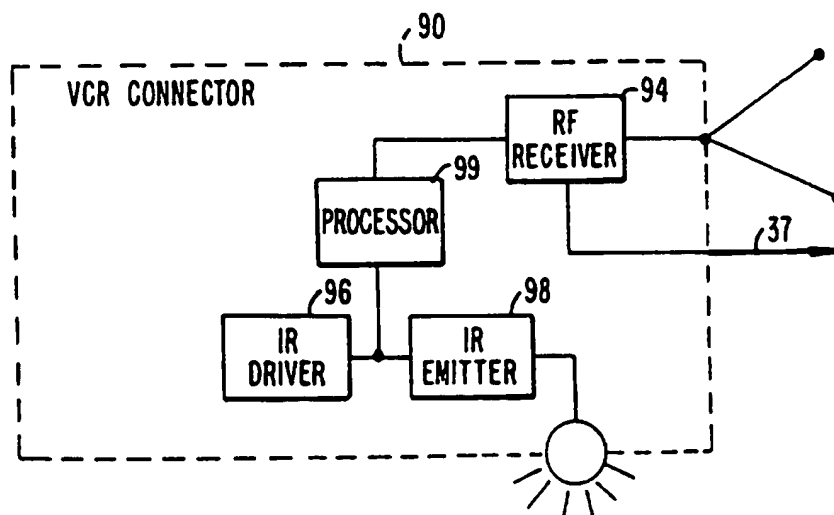 90
VCR CONNECTOR
94
RF
RECEIVER
99
PROCESSOR
37
96
IR
DRIVER
98
IR
EMITTER